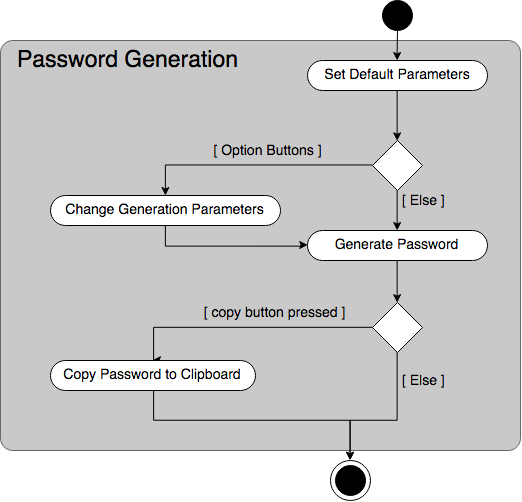 Password Generation
Set Default Parameters
[ Option Buttons ]
[ Else ]
Change Generation Parameters
Generate Password
[ copy button pressed ]
Copy Password to Clipboard
[ Else ]